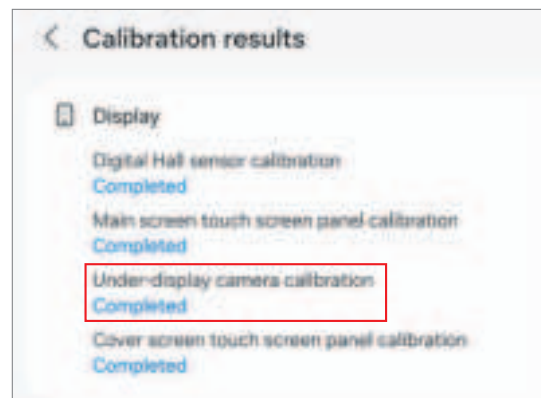 Calibration results
Display
Digital Hall sensor calibration
Completed
Main screen touch screen panel calibration
Completed
Under-display camera calibration
Completed
Cover screen touch screen panel calibration
Completed